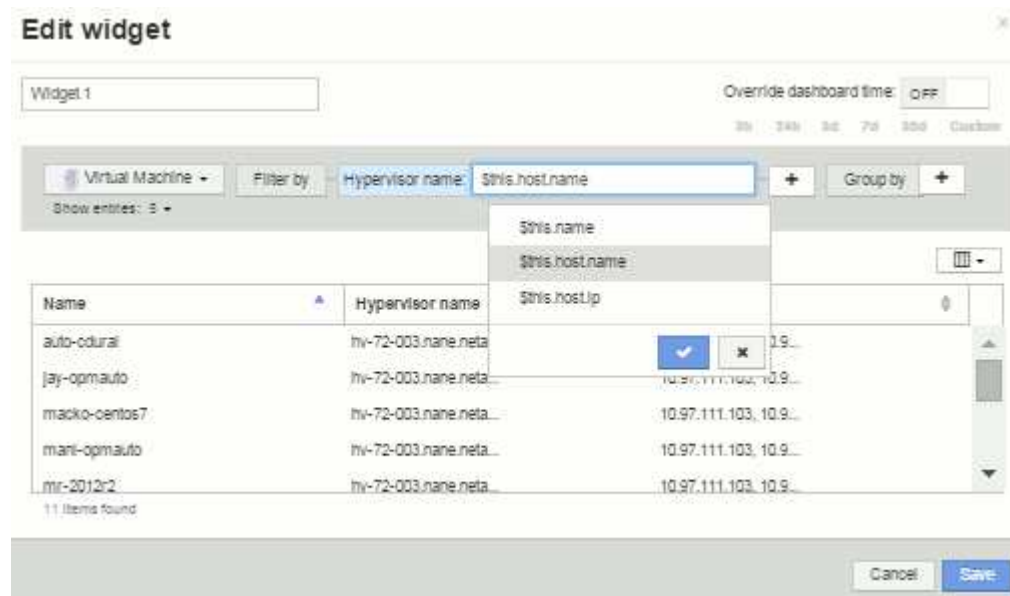 Edit widget
Widget 1
Override dashboard time: OFF
3h 24h 3d 7d 30d Custom
Virtual Machine Filter by Hypervisor name: $this.host.name + Group by +
Show entries: 5
$this.name
$this.host.name
$this.host.ip
Name Hypervisor name
auto-cdural hv-72-003.nane.neta...
jay-opmauto hv-72-003.nane.neta...
macko-centos7 hv-72-003.nane.neta... 10.97.111.103, 10.9...
mani-opmauto hv-72-003.nane.neta... 10.97.111.103, 10.9...
mr-2012r2 hv-72-003.nane.neta... 10.97.111.103, 10.9...
11 items found
Cancel Save